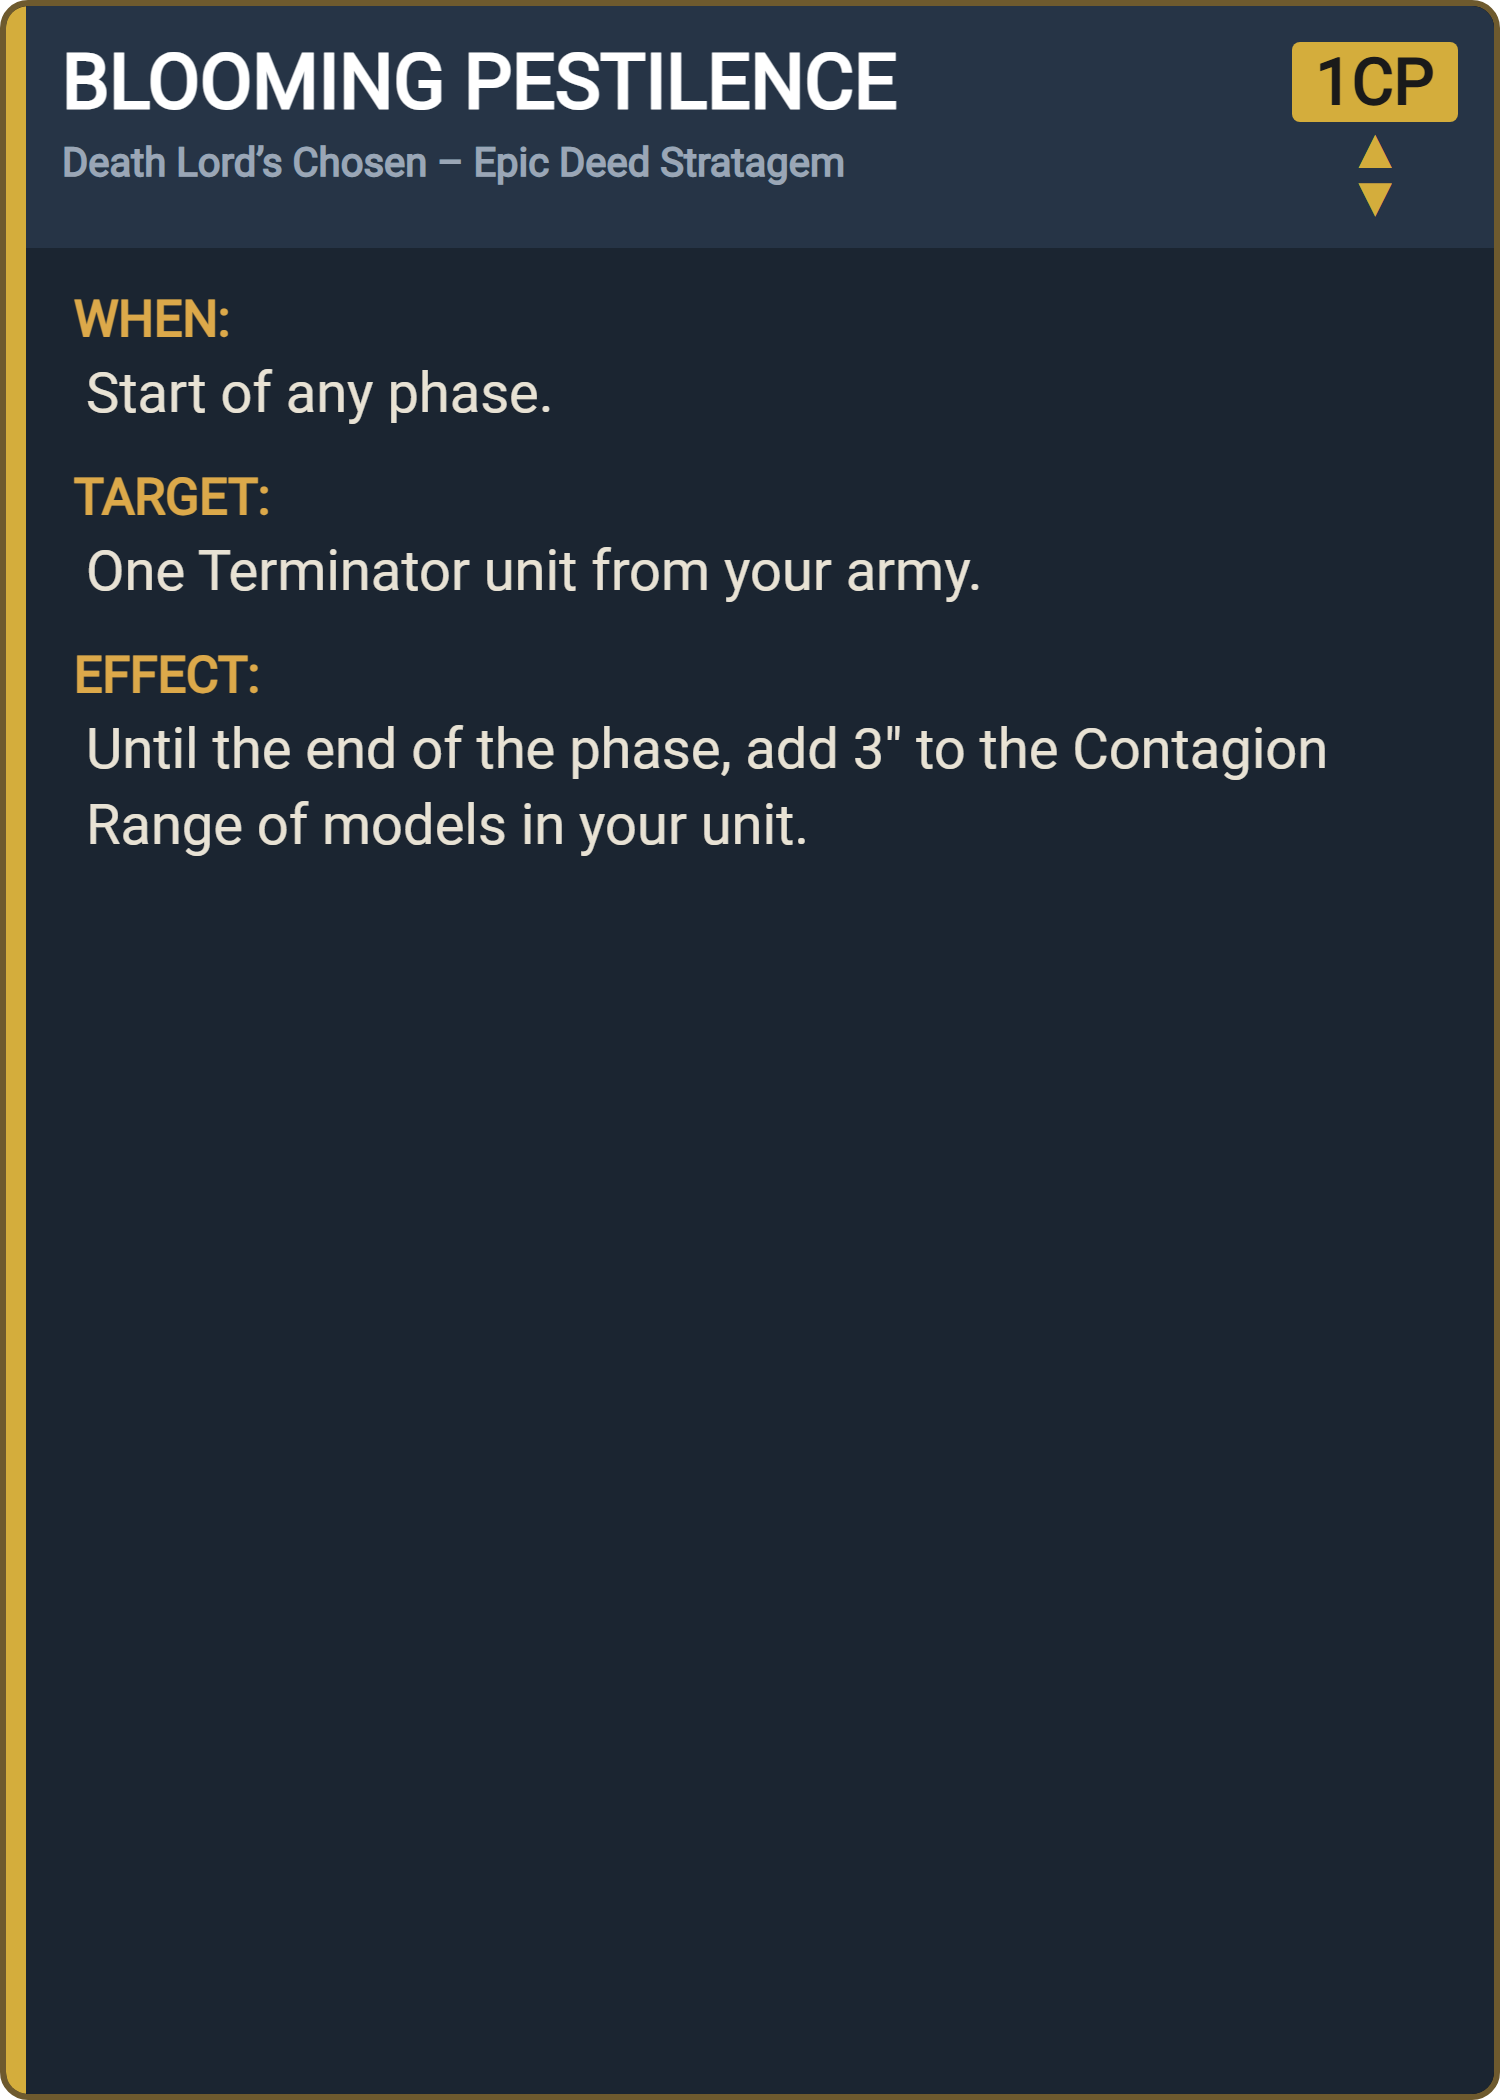 BLOOMING PESTILENCE
1CP
Death Lord’s Chosen – Epic Deed Stratagem
▲
▼
WHEN:
Start of any phase.
TARGET:
One Terminator unit from your army.
EFFECT:
Until the end of the phase, add 3" to the Contagion
Range of models in your unit.